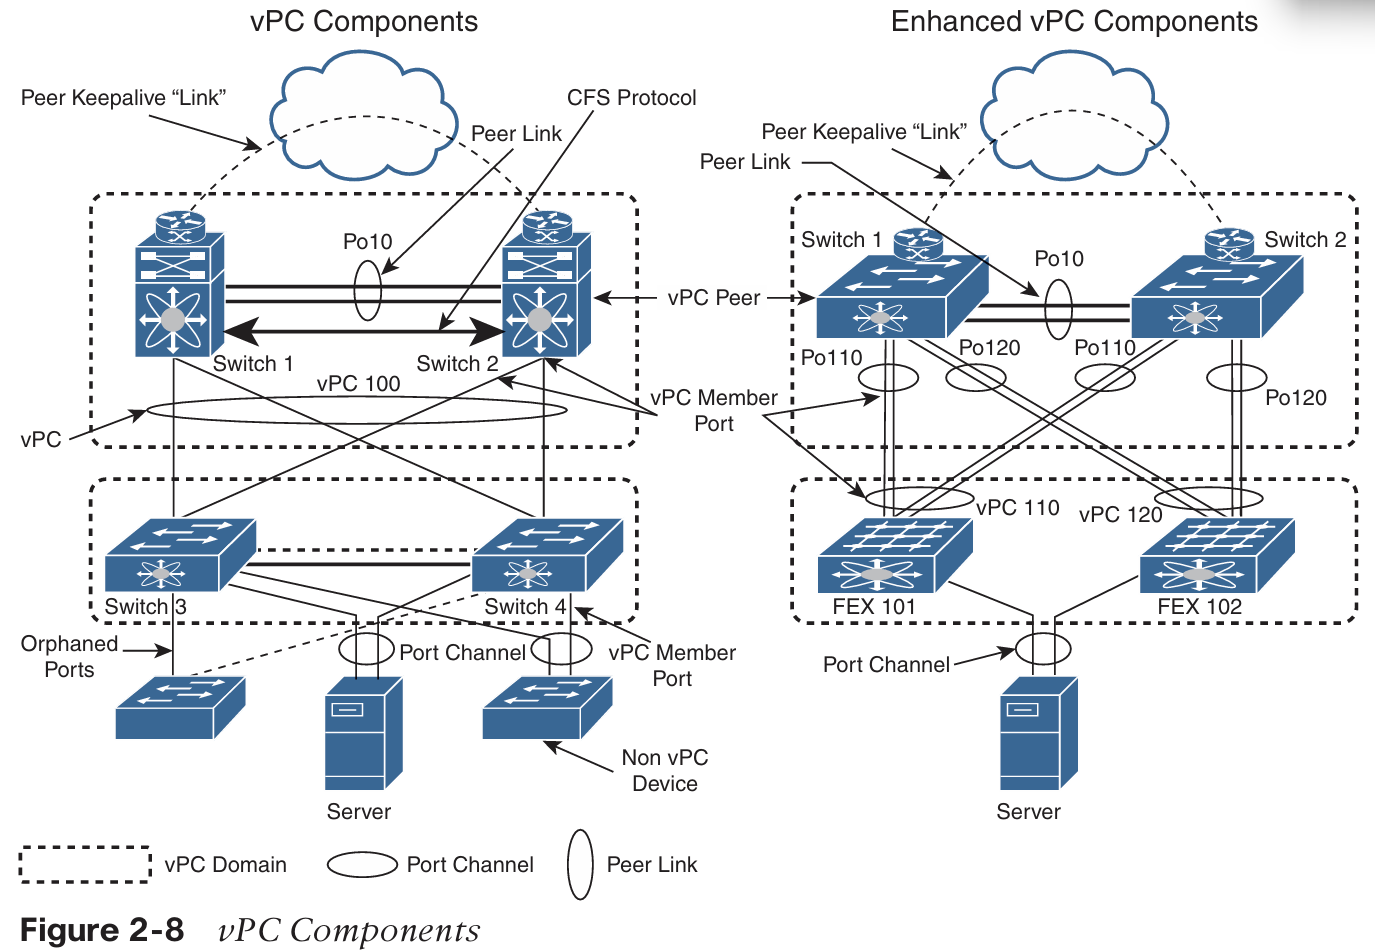 vPC Components
Enhanced vPC Components
Peer Keepalive “Link”
CFS Protocol
Peer Link
Peer Keepalive “Link”
Peer Link
Po10
Switch 1
Switch 2
Po10
vPC Peer
Switch 1
Switch 2
Po110
Po120
Po110
Po120
vPC 100
vPC Member
Port
vPC
vPC 110
vPC 120
Switch 3
Switch 4
FEX 101
FEX 102
Orphaned
Ports
Port Channel
vPC Member
Port
Port Channel
Non vPC
Device
Server
Server
vPC Domain
Port Channel
Peer Link
Figure 2-8 vPC Components